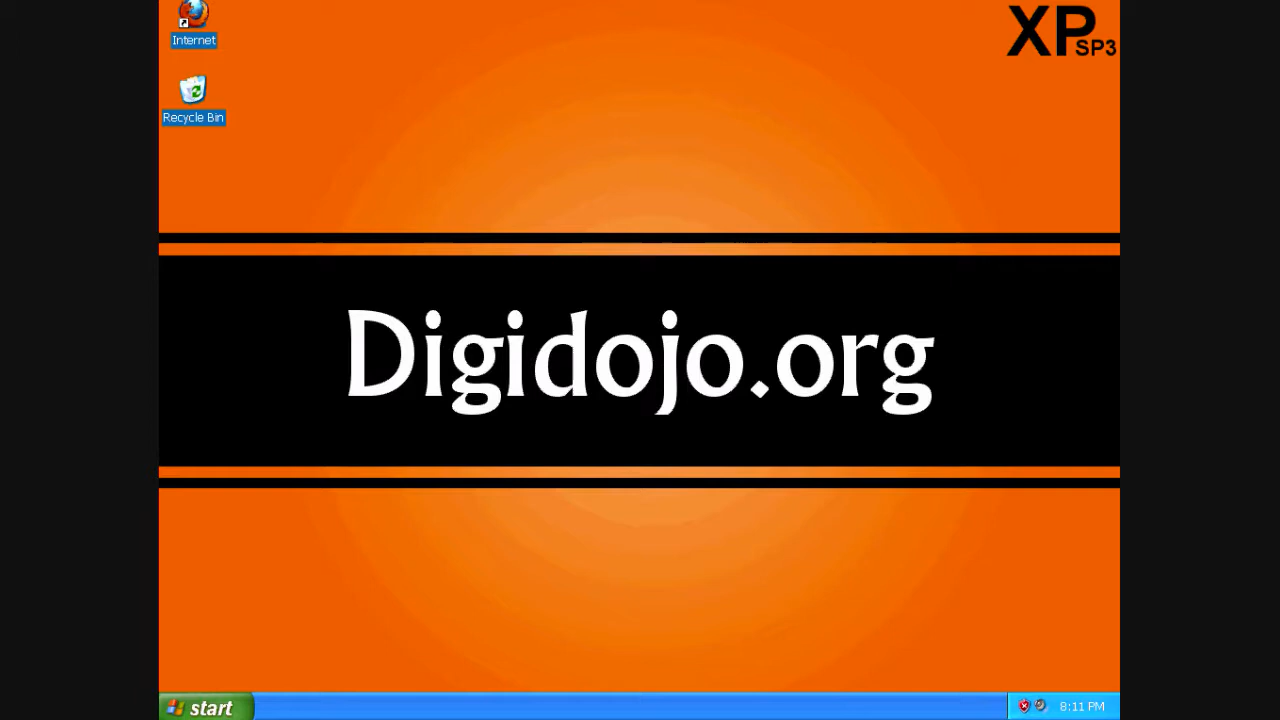 XP
SP3
Internet
Recycle Bin
Digidojo.org
start
8:11 PM